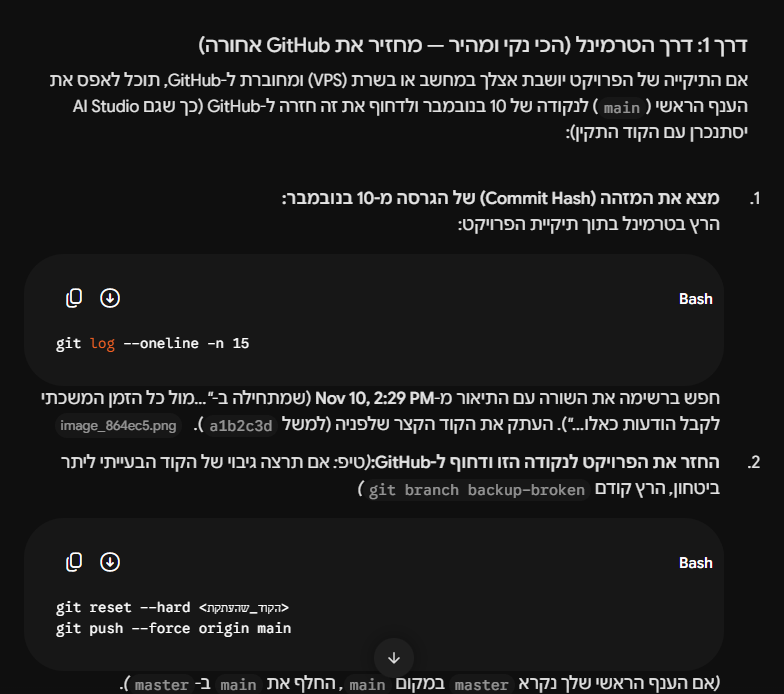 דרך 1: דרך הטרמינל (הכי נקי ומהיר — מחזיר את GitHub אחורה)
אם התיקייה של הפרויקט יושבת אצלך במחשב או בשרת (VPS) ומחוברת ל-GitHub, תוכל לאפס את
הענף הראשי ( main ) לנקודה של 10 בנובמבר ולדחוף את זה חזרה ל-GitHub (כך שגם AI Studio
יסתנכרן עם הקוד התקין):
1. מצא את המזהה (Commit Hash) של הגרסה מ-10 בנובמבר:
הרץ בטרמינל בתוך תיקיית הפרויקט:
Bash
git log --oneline -n 15
חפש ברשימה את השורה עם התיאור מ-Nov 10, 2:29 PM (שמתחילה ב-"...מול כל הזמן המשכתי
לקבל הודעות כאלו..."). העתק את הקוד הקצר שלפניה (למשל a1b2c3d ). image_864ec5.png
2. החזר את הפרויקט לנקודה הזו ודחוף ל-GitHub:(טיפ: אם תרצה גיבוי של הקוד הבעייתי ליתר
ביטחון, הרץ קודם git branch backup-broken )
Bash
git reset --hard <הקוד_שהעתקת>
git push --force origin main
(אם הענף הראשי שלך נקרא master במקום main , החלף את main ב- master ).